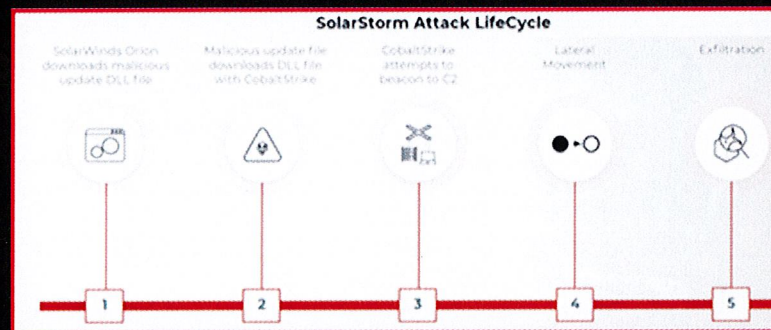 SolarStorm Attack LifeCycle
SolarWinds Orion
downloads malicious
update DLL file
Malicious update file
downloads DLL file
with CobaltStrike
CobaltStrike
attempts to
beacon to C2
Lateral
Movement
Exfiltration
1
2
3
4
5